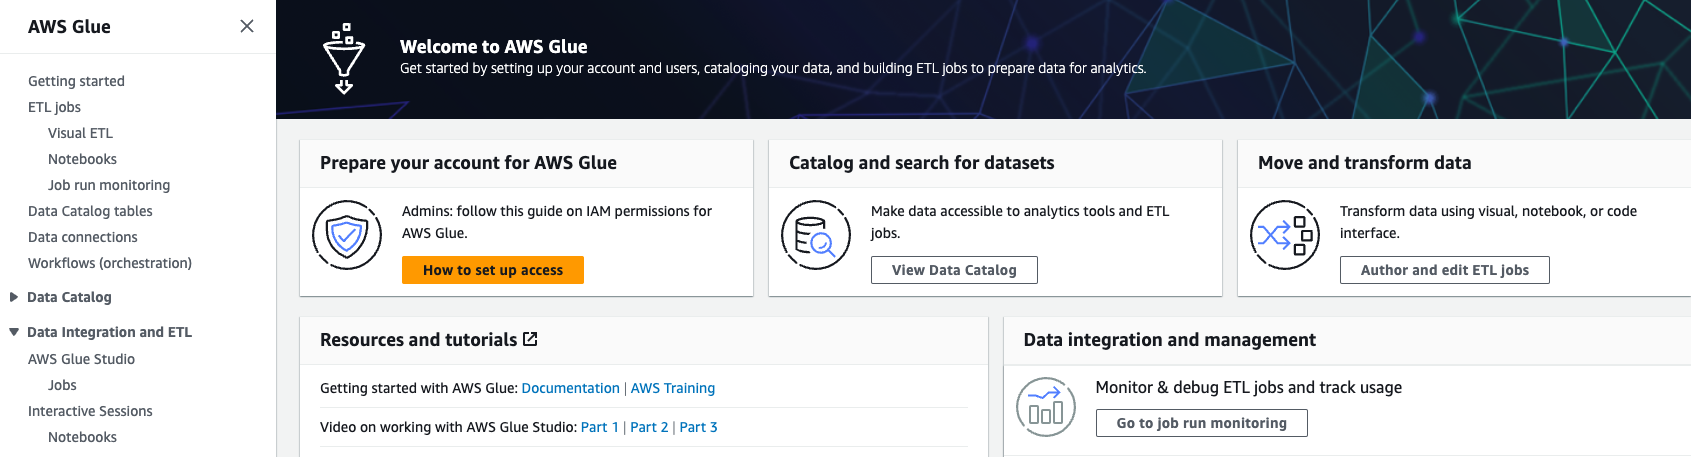 AWS Glue
Getting started
ETL jobs
Visual ETL
Notebooks
Job run monitoring
Data Catalog tables
Data connections
Workflows (orchestration)
Data Catalog
Data Integration and ETL
AWS Glue Studio
Jobs
Interactive Sessions
Notebooks
Welcome to AWS Glue
Get started by setting up your account and users, cataloging your data, and building ETL jobs to prepare data for analytics.
Prepare your account for AWS Glue
Admins: follow this guide on IAM permissions for
AWS Glue.
How to set up access
Catalog and search for datasets
Make data accessible to analytics tools and ETL
jobs.
View Data Catalog
Move and transform data
Transform data using visual, notebook, or code
interface.
Author and edit ETL jobs
Resources and tutorials
Getting started with AWS Glue: Documentation | AWS Training
Video on working with AWS Glue Studio: Part 1 | Part 2 | Part 3
Data integration and management
Monitor & debug ETL jobs and track usage
Go to job run monitoring